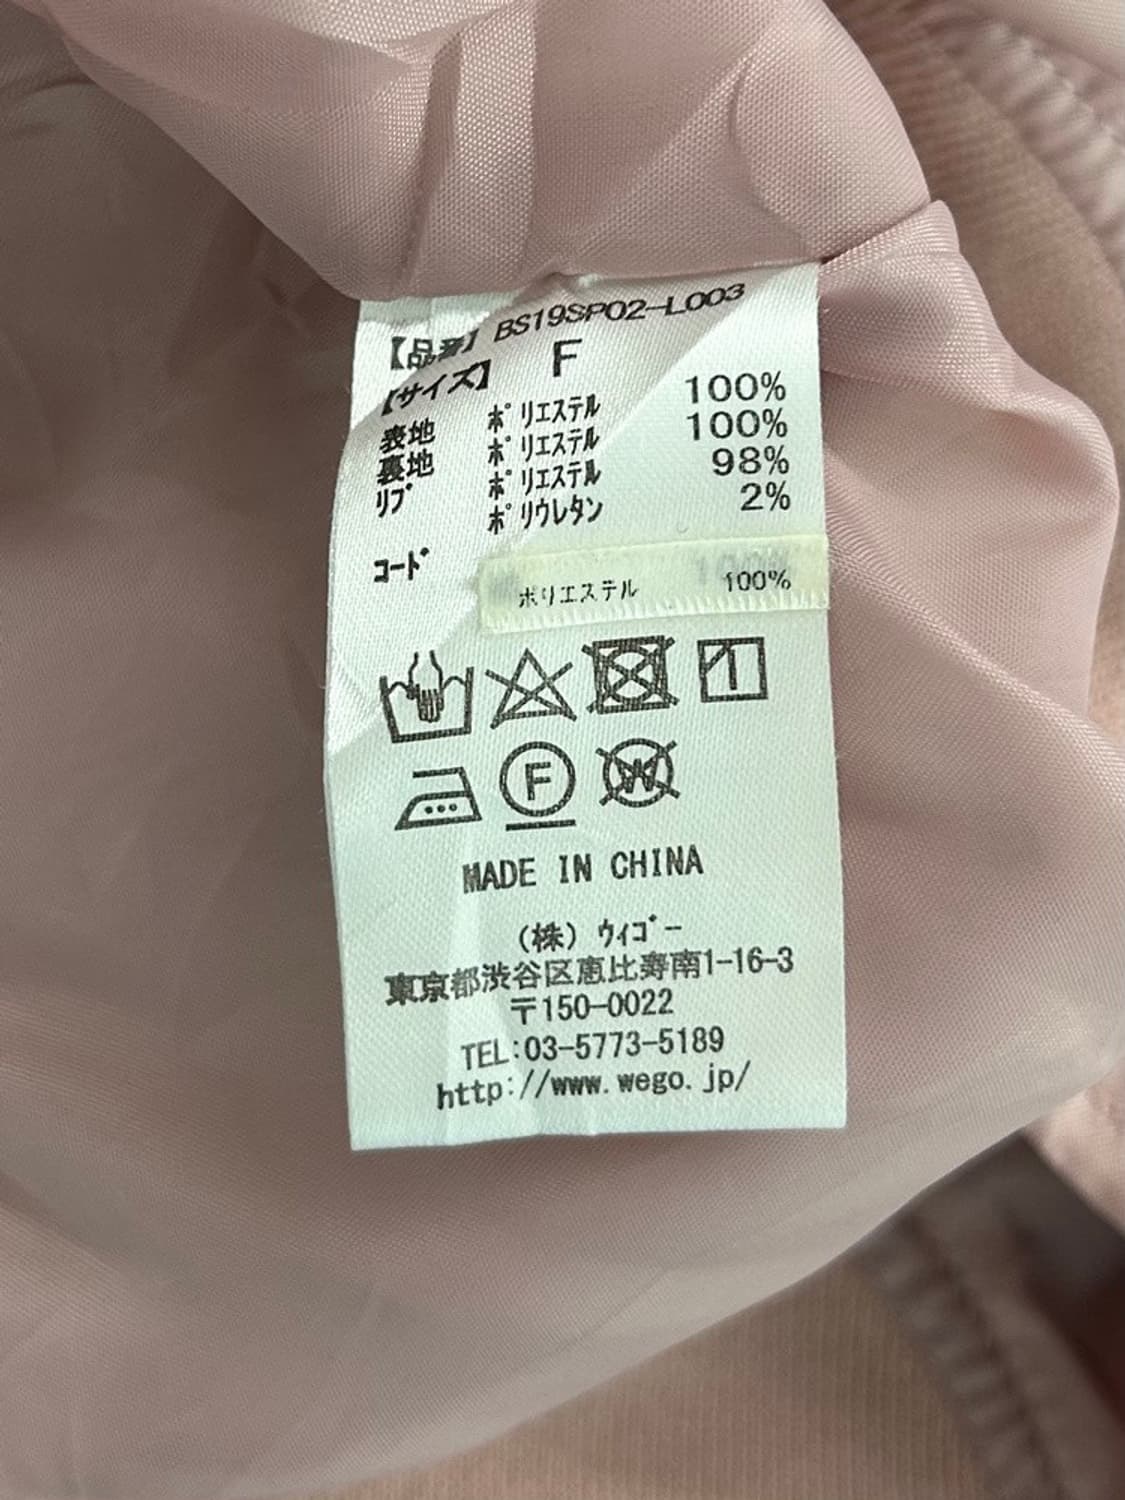 【品番】 BS19SP02-L003
【サイズ】 F
表地 ポリエステル 100%
裏地 ポリエステル 100%
リブ ポリエステル 98%
ポリウレタン 2%
コード ポリエステル 100%
F
W
MADE IN CHINA
(株) ウィゴー
東京都渋谷区恵比寿南1-16-3
〒150-0022
TEL:03-5773-5189
http://www.wego.jp/